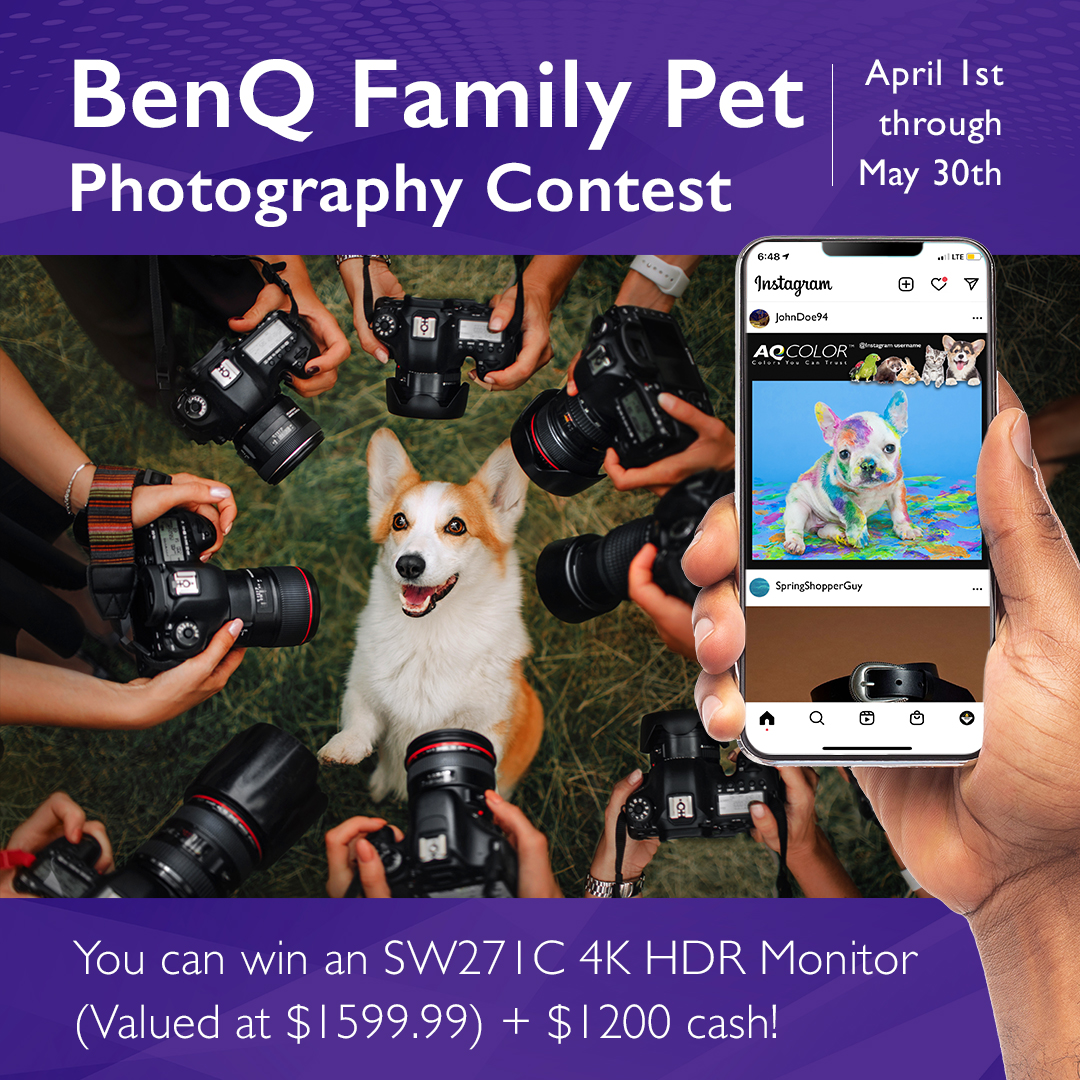 BenQ Family Pet
Photography Contest
April 1st
through
May 30th
6:48
LTE
Instagram
JohnDoe94
AQCOLOR™
Colors You Can Trust
@Instagram username
SpringShopperGuy
You can win an SW271C 4K HDR Monitor
(Valued at $1599.99) + $1200 cash!